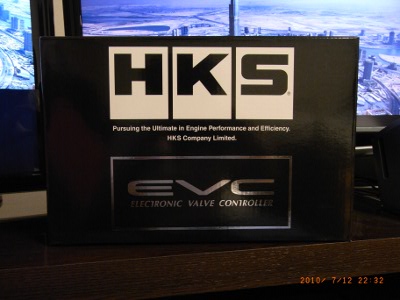 HKS
Pursuing the Ultimate in Engine Performance and Efficiency.
HKS Company Limited.
EVC
ELECTRONIC VALVE CONTROLLER
2010/ 7/12 22:32